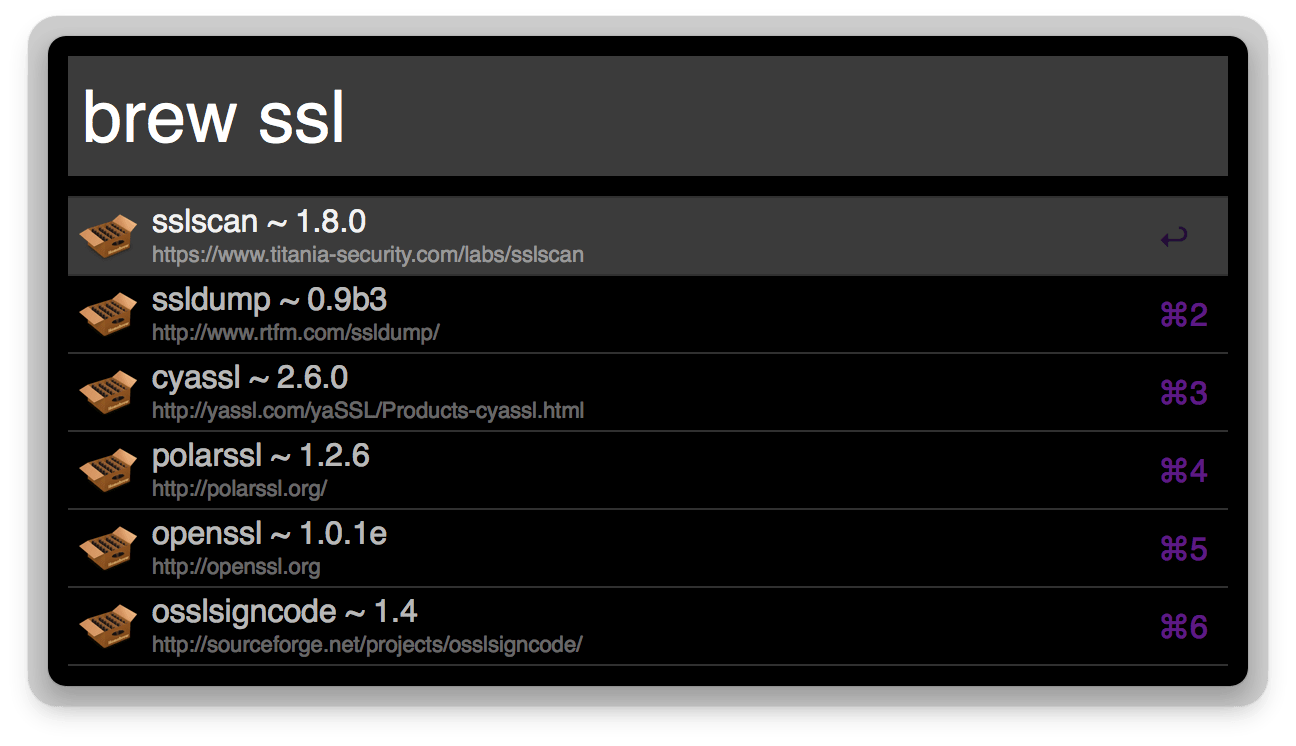 brew ssl
sslscan ~ 1.8.0
https://www.titania-security.com/labs/sslscan
↩
ssldump ~ 0.9b3
http://www.rtfm.com/ssldump/
⌘2
cyassl ~ 2.6.0
http://yassl.com/yaSSL/Products-cyassl.html
⌘3
polarssl ~ 1.2.6
http://polarssl.org/
⌘4
openssl ~ 1.0.1e
http://openssl.org
⌘5
osslsigncode ~ 1.4
http://sourceforge.net/projects/osslsigncode/
⌘6